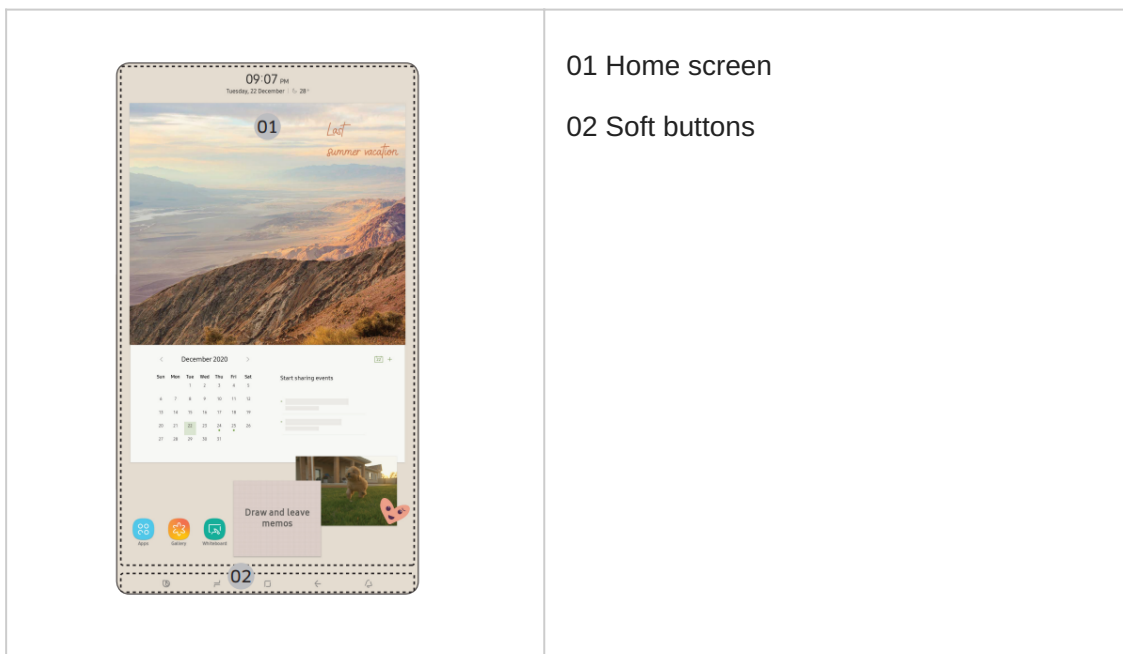 09:07 PM
Tuesday, 22 December 28°
01
Last
summer vacation
< December 2020 >
Sun Mon Tue Wed Thu Fri Sat
1 2 3 4 5
6 7 8 9 10 11 12
13 14 15 16 17 18 19
20 21 22 23 24 25 26
27 28 29 30 31
Start sharing events
Draw and leave
memos
Apps Gallery Whiteboard
02
01 Home screen
02 Soft buttons